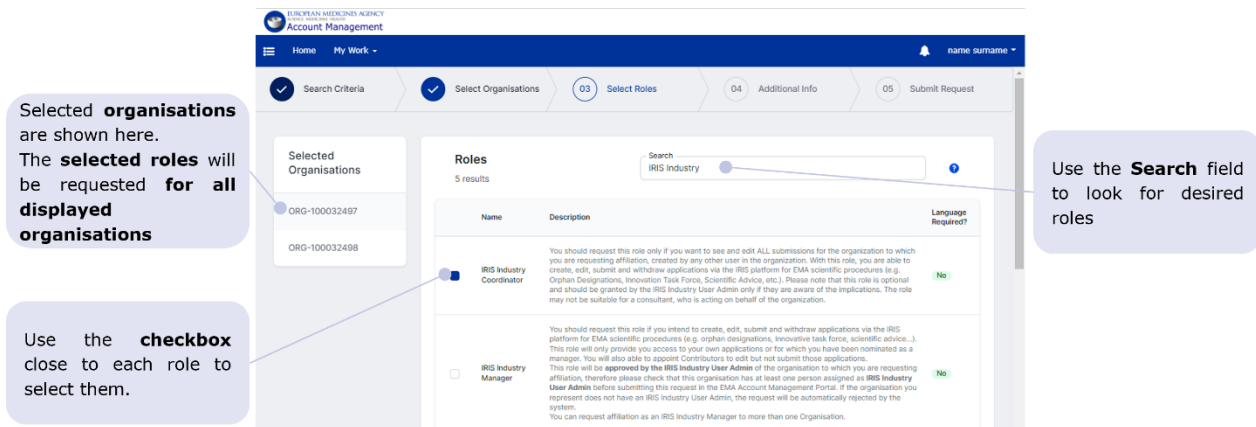 EUROPEAN MEDICINES AGENCY
SCIENCE MEDICINES HEALTH
Account Management
Home My Work
name surname
Search Criteria
Select Organisations
03 Select Roles
04 Additional Info
05 Submit Request
Selected organisations
are shown here.
The selected roles will
be requested for all
displayed
organisations
Use the checkbox
close to each role to
select them.
Selected
Organisations
ORG-100032497
ORG-100032498
Roles
5 results
Search
IRIS Industry
?
Use the Search field
to look for desired
roles
Name Description Language
Required?
IRIS Industry
Coordinator
You should request this role only if you want to see and edit ALL submissions for the organization to which
you are requesting affiliation, created by any other user in the organization. With this role, you are able to
create, edit, submit and withdraw applications via the IRIS platform for EMA scientific procedures (e.g.
Orphan Designations, Innovation Task Force, Scientific Advice, etc.). Please note that this role is optional
and should be granted by the IRIS Industry User Admin only if they are aware of the implications. The role
may not be suitable for a consultant, who is acting on behalf of the organization.
No
IRIS Industry
Manager
You should request this role if you intend to create, edit, submit and withdraw applications via the IRIS
platform for EMA scientific procedures (e.g. orphan designations, Innovative task force, scientific advice...).
This role will only provide you access to your own applications or for which you have been nominated as a
manager. You will also able to appoint Contributors to edit but not submit those applications.
This role will be approved by the IRIS Industry User Admin of the organisation to which you are requesting
affiliation, therefore please check that this organisation has at least one person assigned as IRIS Industry
User Admin before submitting this request in the EMA Account Management Portal. If the organisation you
represent does not have an IRIS Industry User Admin, the request will be automatically rejected by the
system.
You can request affiliation as an IRIS Industry Manager to more than one Organisation.
No